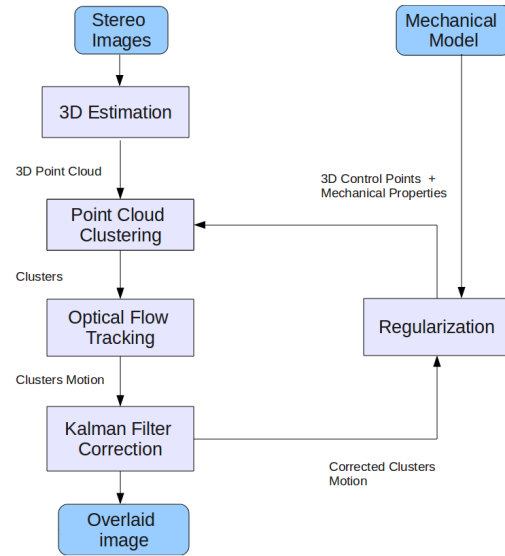 Stereo
Images
Mechanical
Model
3D Estimation
3D Point Cloud
3D Control Points +
Mechanical Properties
Point Cloud
Clustering
Clusters
Optical Flow
Tracking
Regularization
Clusters Motion
Kalman Filter
Correction
Corrected Clusters
Motion
Overlaid
image